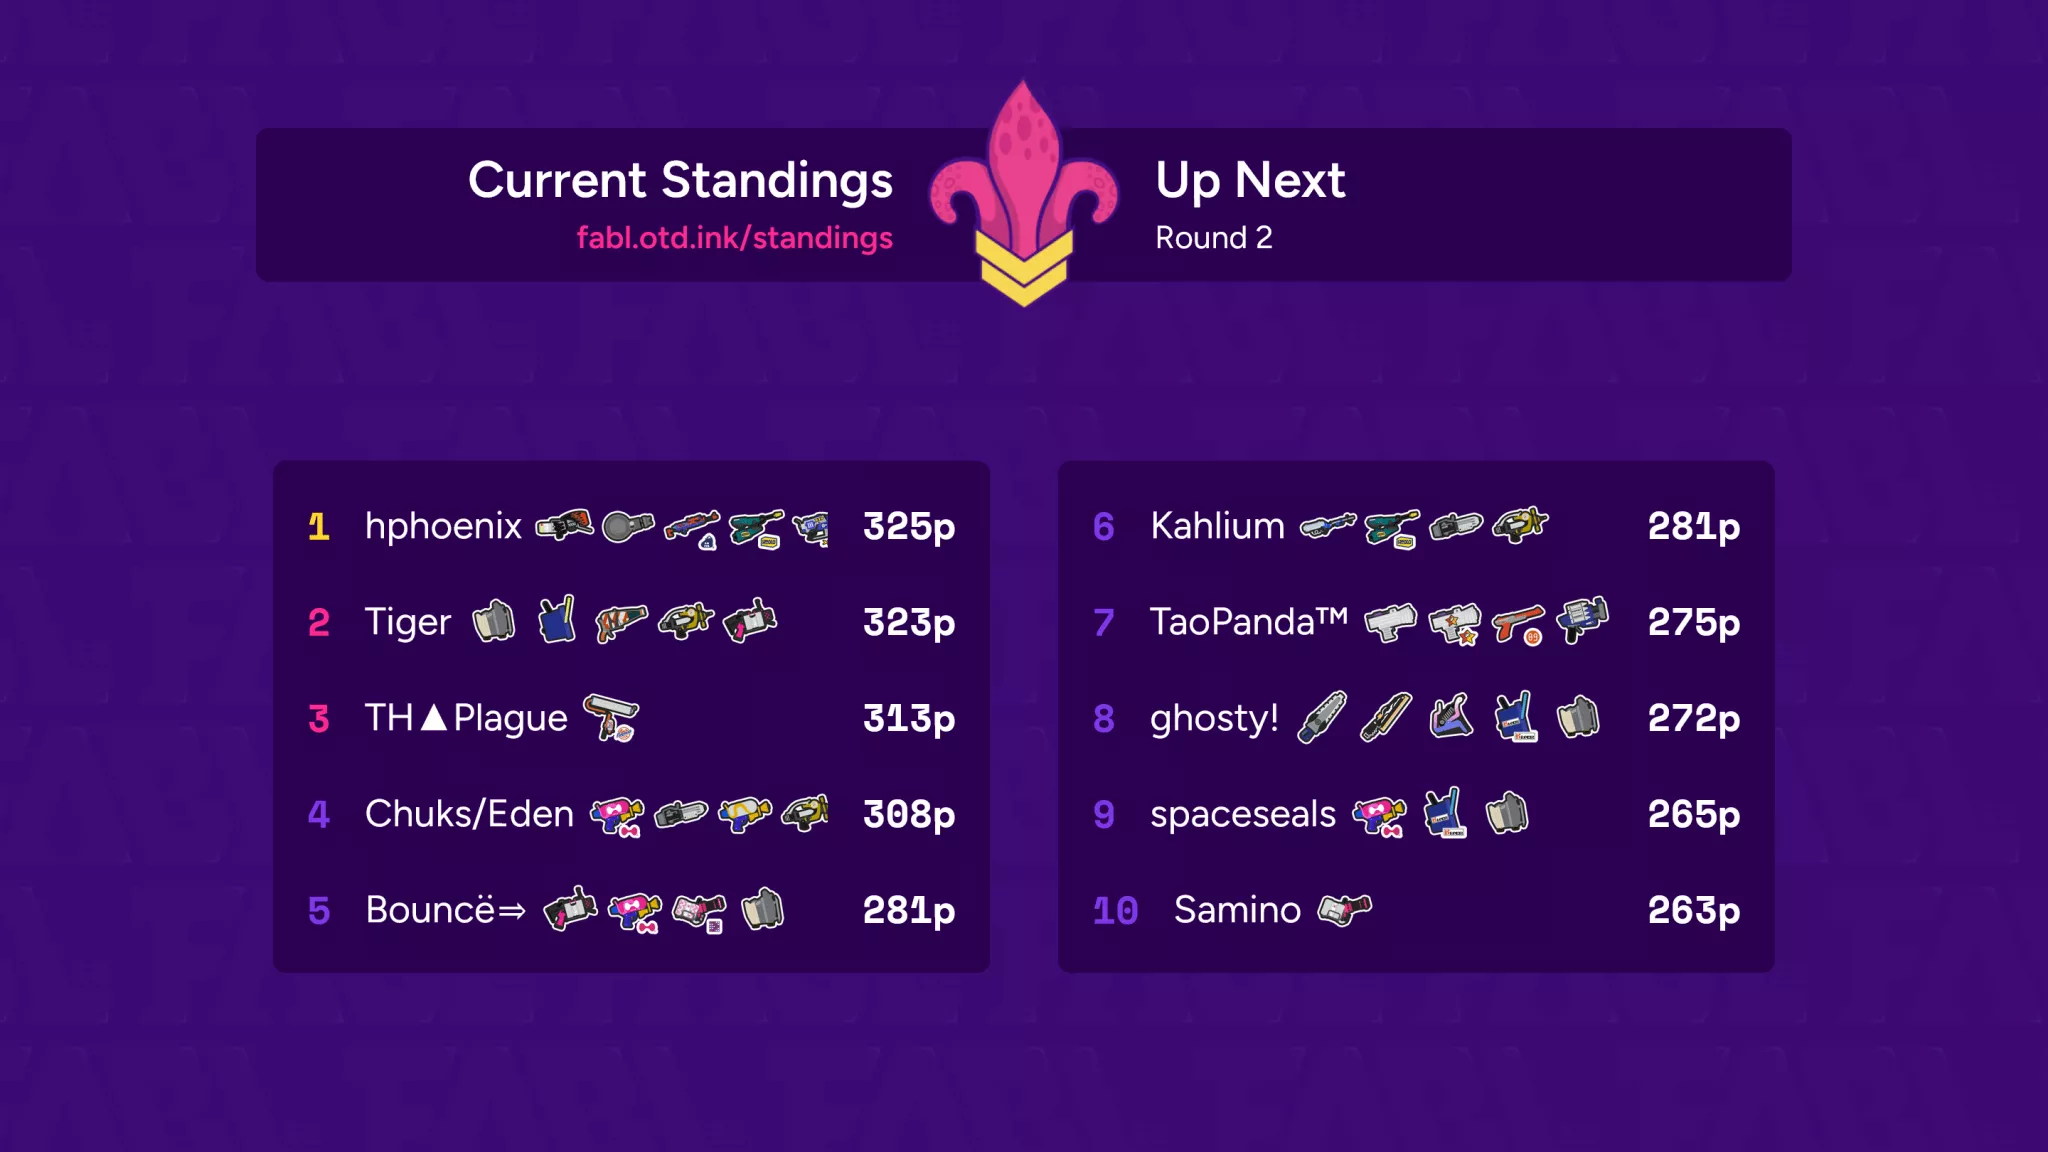 Current Standings
fabl.otd.ink/standings
Up Next
Round 2
1 hphoenix 325p
2 Tiger 323p
3 TH▲Plague 313p
4 Chuks/Eden 308p
5 Bouncë⇒ 281p
6 Kahlium 281p
7 TaoPanda™ 275p
8 ghosty! 272p
9 spaceseals 265p
10 Samino 263p